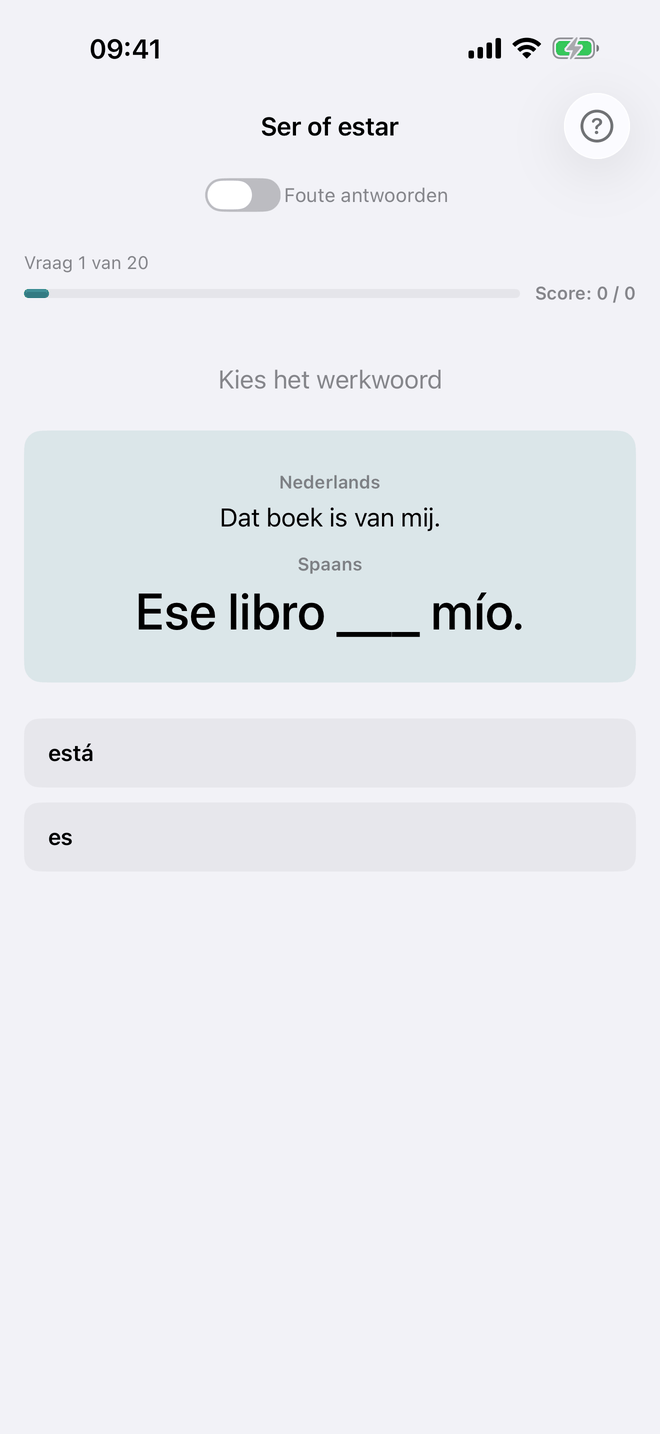 09:41
Ser of estar
?
Foute antwoorden
Vraag 1 van 20
Score: 0 / 0
Kies het werkwoord
Nederlands
Dat boek is van mij.
Spaans
Ese libro ___ mío.
está
es